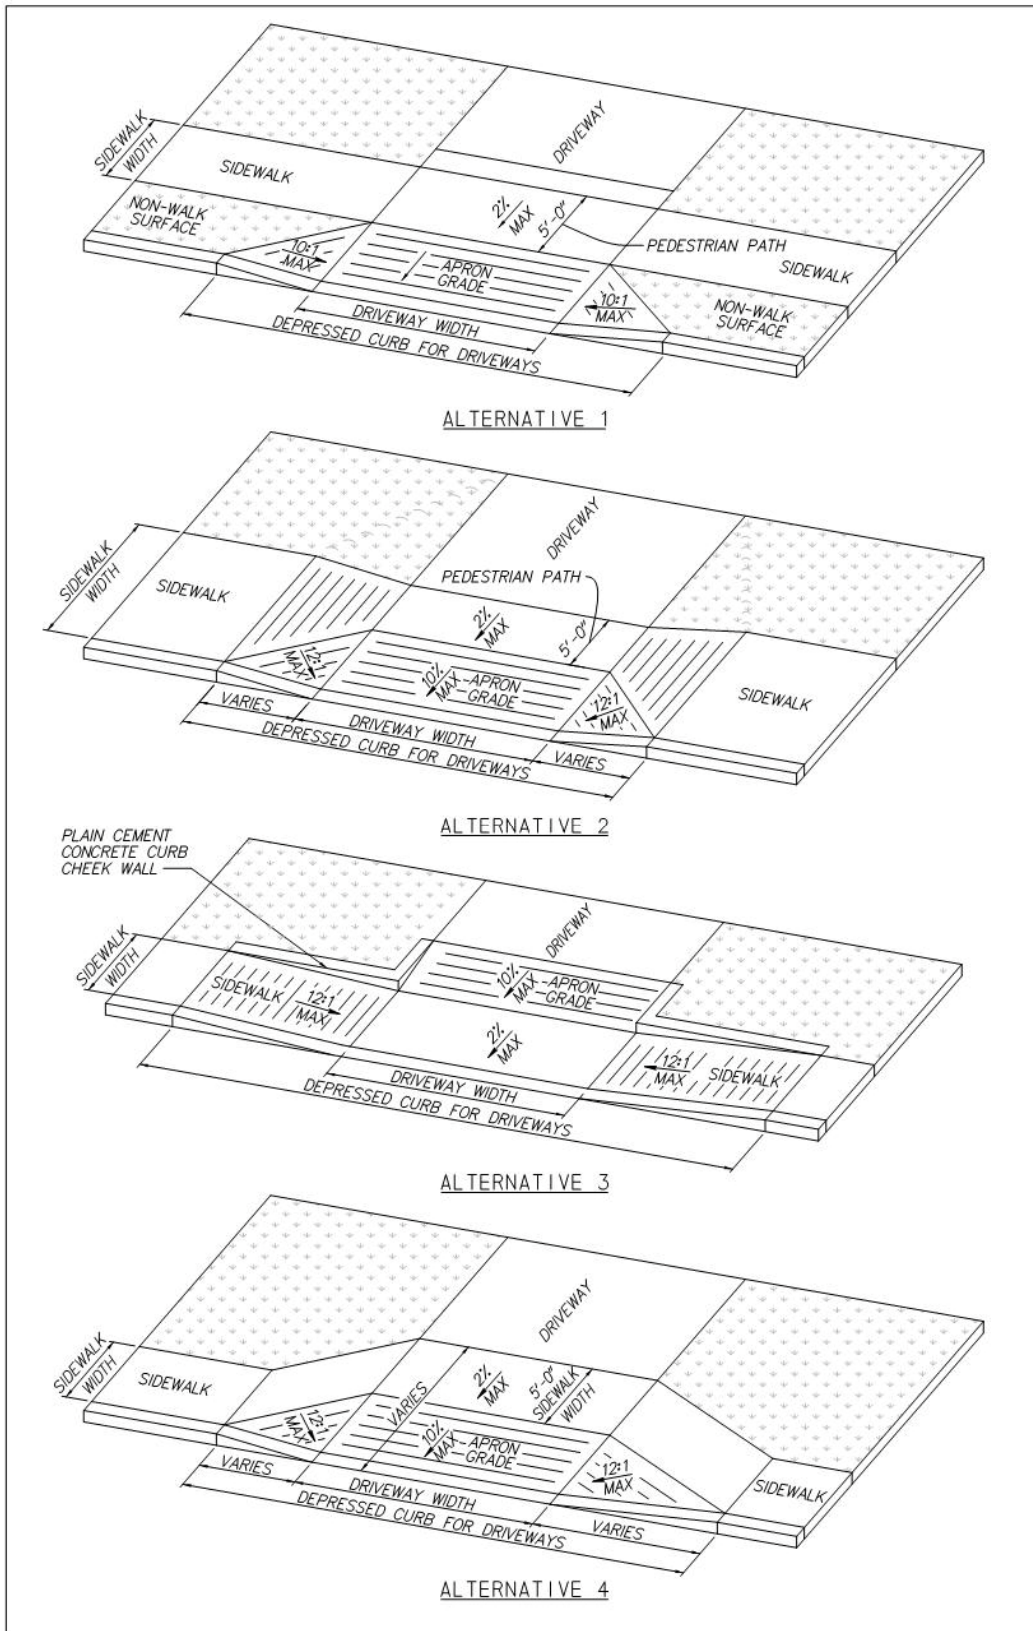 DRIVEWAY
SIDEWALK
WIDTH
SIDEWALK
2%
MAX
5'-0"
NON-WALK
SURFACE
PEDESTRIAN PATH
SIDEWALK
10:1
MAX
APRON
GRADE
10:1
MAX
NON-WALK
SURFACE
DRIVEWAY WIDTH
DEPRESSED CURB FOR DRIVEWAYS
ALTERNATIVE 1
DRIVEWAY
SIDEWALK
WIDTH
SIDEWALK
PEDESTRIAN PATH
2%
MAX
5'-0"
12:1
MAX
10%
MAX
APRON
GRADE
12:1
MAX
SIDEWALK
VARIES
DRIVEWAY WIDTH
DEPRESSED CURB FOR DRIVEWAYS
VARIES
ALTERNATIVE 2
PLAIN CEMENT
CONCRETE CURB
CHEEK WALL
DRIVEWAY
SIDEWALK
WIDTH
10%
MAX
APRON
GRADE
SIDEWALK
12:1
MAX
2%
MAX
12:1
MAX
SIDEWALK
DRIVEWAY WIDTH
DEPRESSED CURB FOR DRIVEWAYS
ALTERNATIVE 3
DRIVEWAY
SIDEWALK
WIDTH
SIDEWALK
2%
MAX
5'-0"
SIDEWALK
WIDTH
VARIES
12:1
MAX
10%
MAX
APRON
GRADE
12:1
MAX
SIDEWALK
VARIES
DRIVEWAY WIDTH
DEPRESSED CURB FOR DRIVEWAYS
VARIES
ALTERNATIVE 4